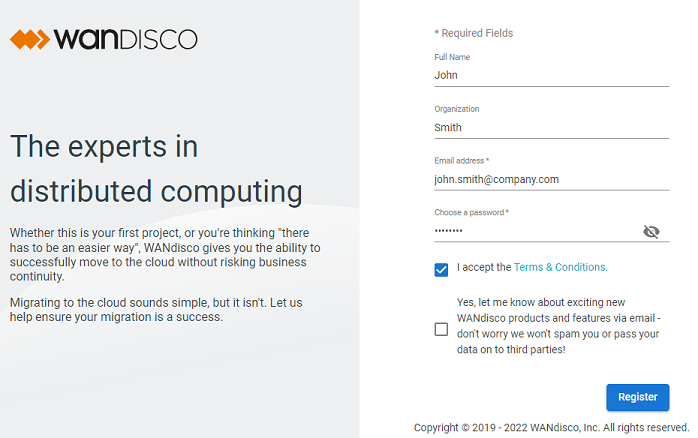 WANDISCO
The experts in
distributed computing
Whether this is your first project, or you're thinking "there
has to be an easier way", WANdisco gives you the ability to
successfully move to the cloud without risking business
continuity.
Migrating to the cloud sounds simple, but it isn't. Let us
help ensure your migration is a success.
* Required Fields
Full Name
John
Organization
Smith
Email address *
john.smith@company.com
Choose a password *
••••••••
I accept the Terms & Conditions.
Yes, let me know about exciting new
WANdisco products and features via email -
don't worry we won't spam you or pass your
data on to third parties!
Register
Copyright © 2019 - 2022 WANdisco, Inc. All rights reserved.